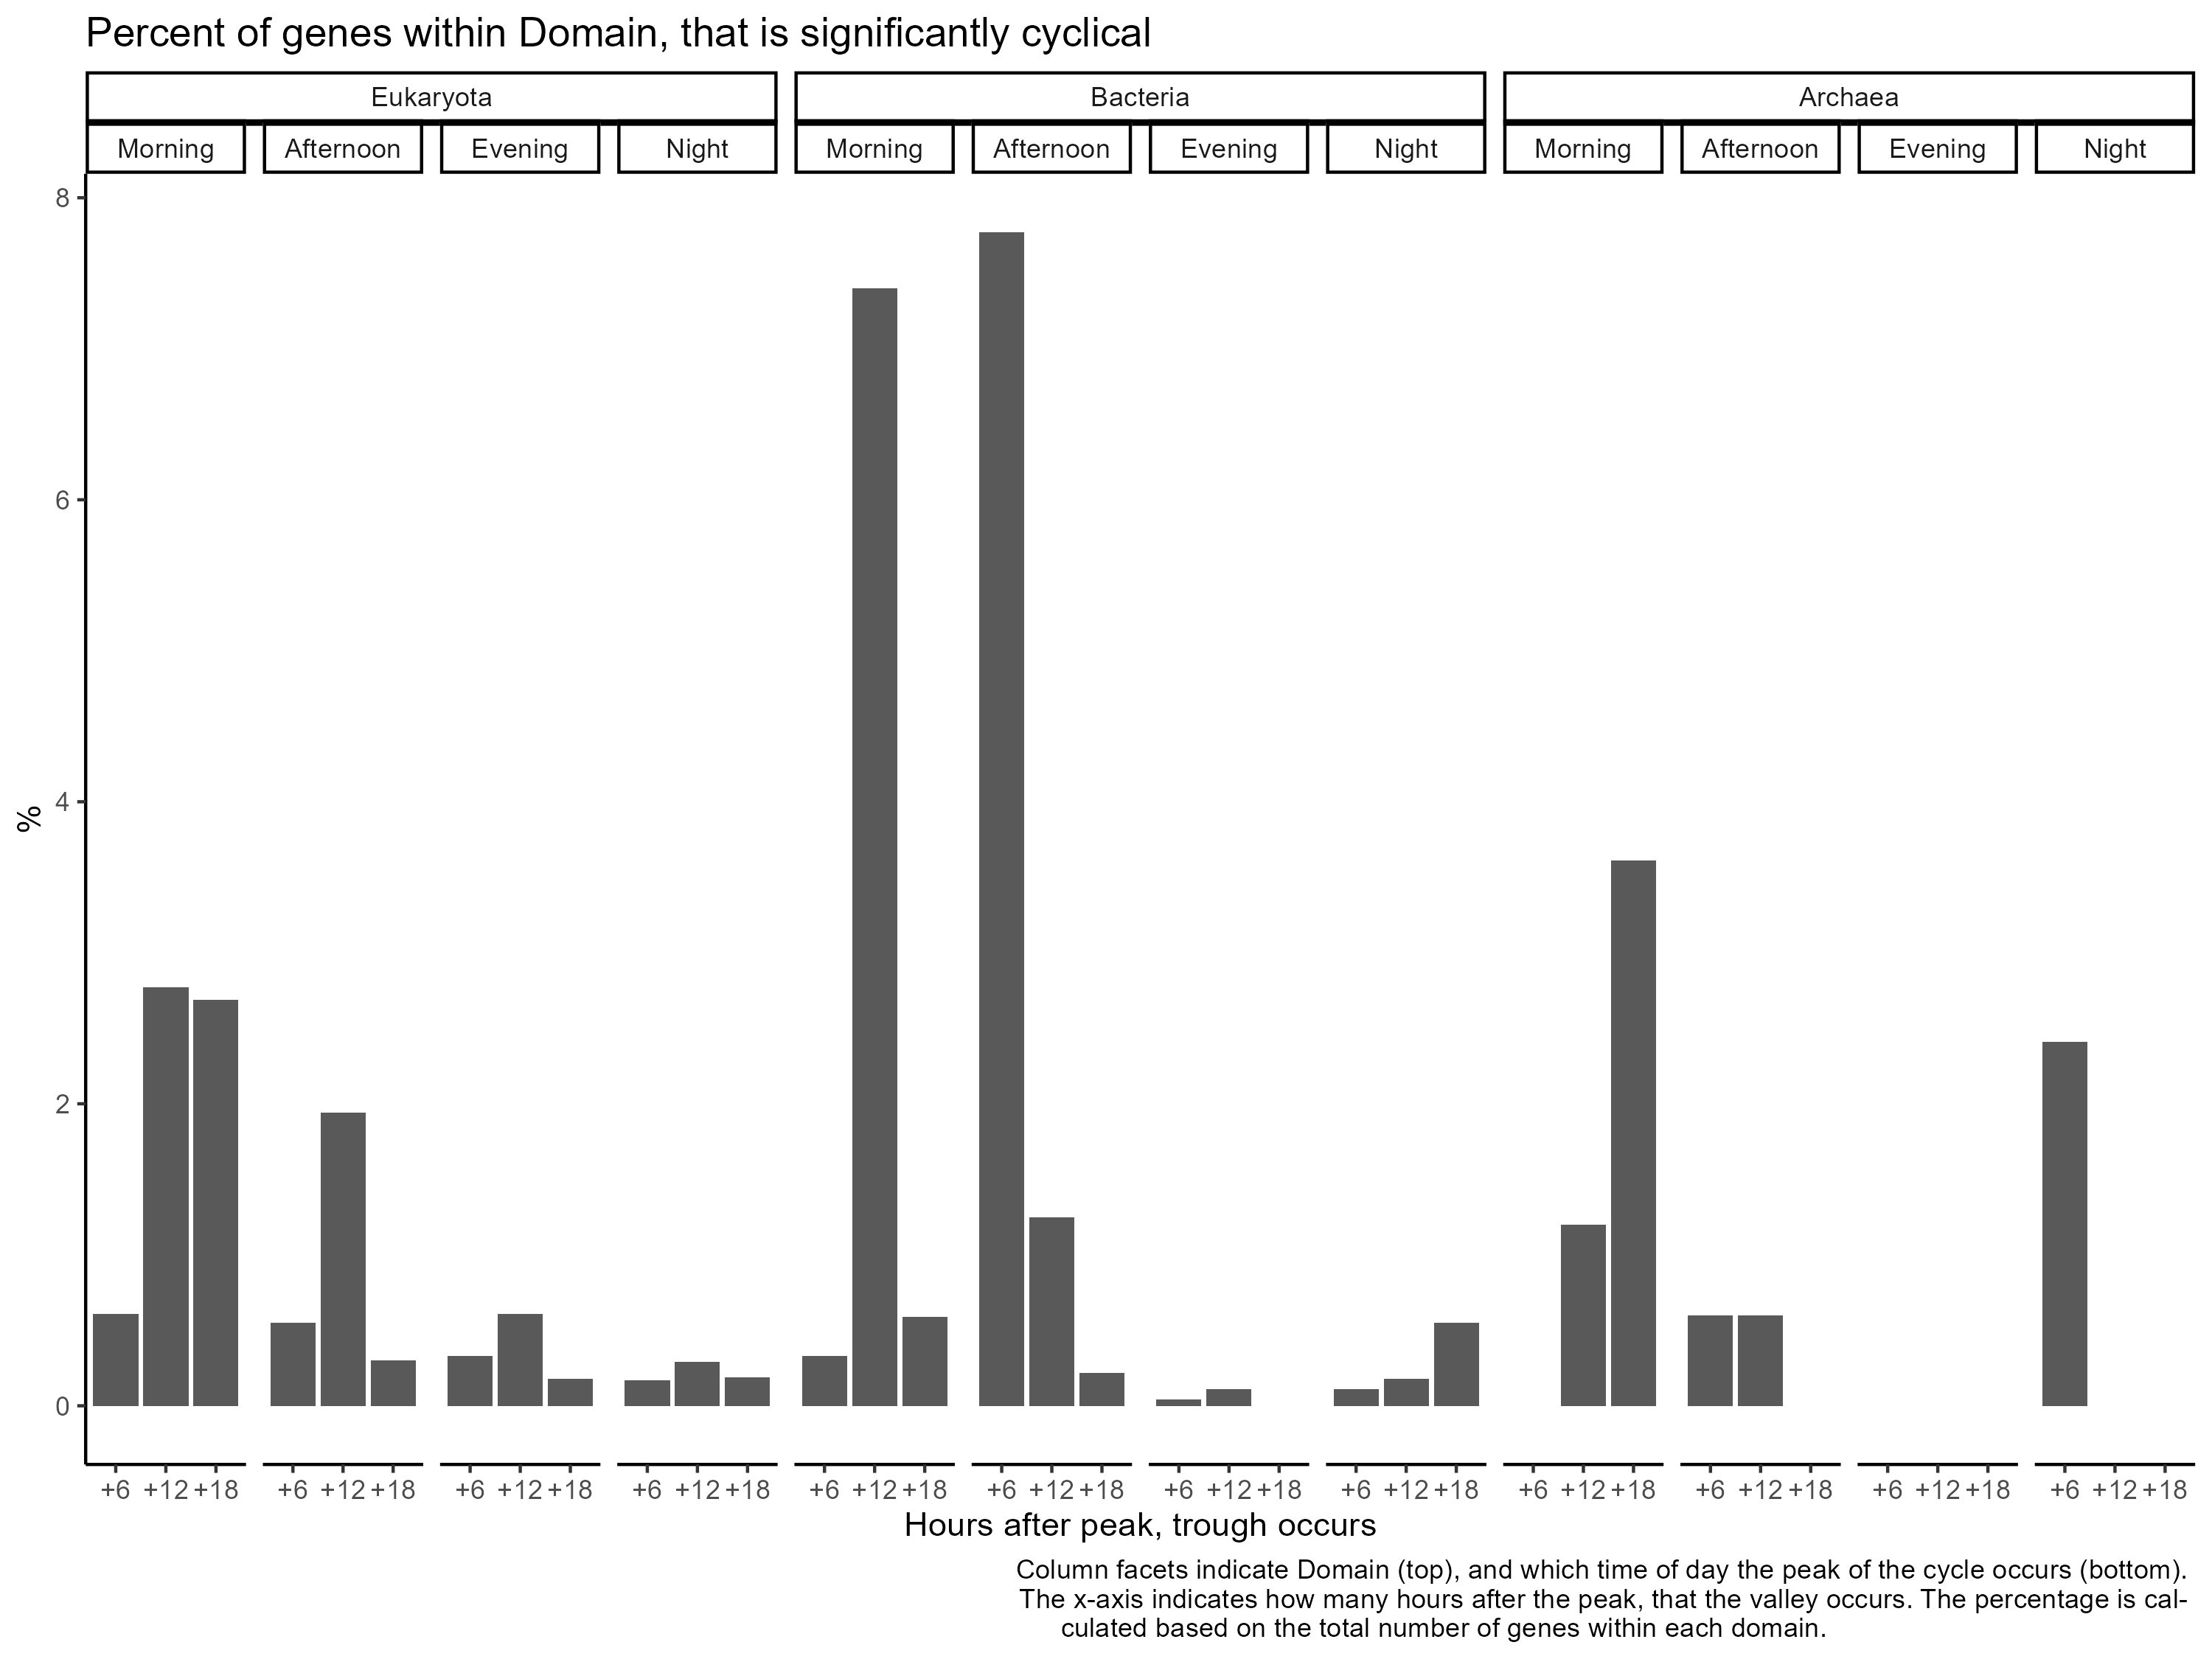 Percent of genes within Domain, that is significantly cyclical
Eukaryota Bacteria Archaea
Morning Afternoon Evening Night Morning Afternoon Evening Night Morning Afternoon Evening Night
8
6
4
2
0
%
+6 +12 +18 +6 +12 +18 +6 +12 +18 +6 +12 +18 +6 +12 +18 +6 +12 +18 +6 +12 +18 +6 +12 +18 +6 +12 +18 +6 +12 +18 +6 +12 +18 +6 +12 +18
Hours after peak, trough occurs
Column facets indicate Domain (top), and which time of day the peak of the cycle occurs (bottom).
The x-axis indicates how many hours after the peak, that the valley occurs. The percentage is cal-
culated based on the total number of genes within each domain.